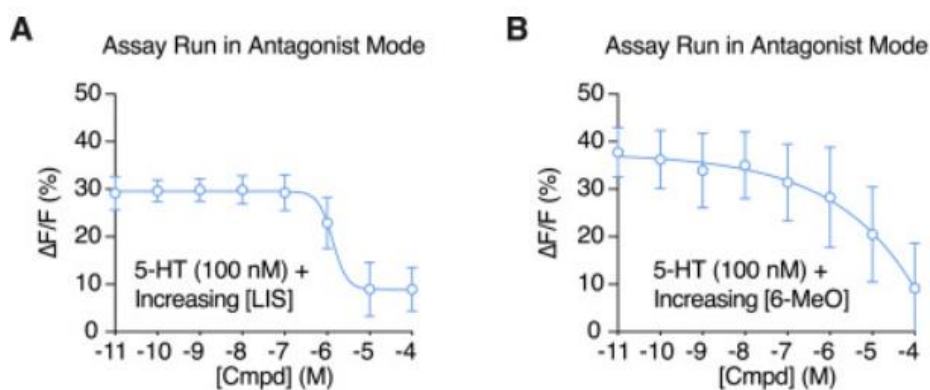 A
Assay Run in Antagonist Mode
50
40
30
20
10
0
ΔF/F (%)
5-HT (100 nM) +
Increasing [LIS]
-11 -10 -9 -8 -7 -6 -5 -4
[Cmpd] (M)
B
Assay Run in Antagonist Mode
50
40
30
20
10
0
ΔF/F (%)
5-HT (100 nM) +
Increasing [6-MeO]
-11 -10 -9 -8 -7 -6 -5 -4
[Cmpd] (M)